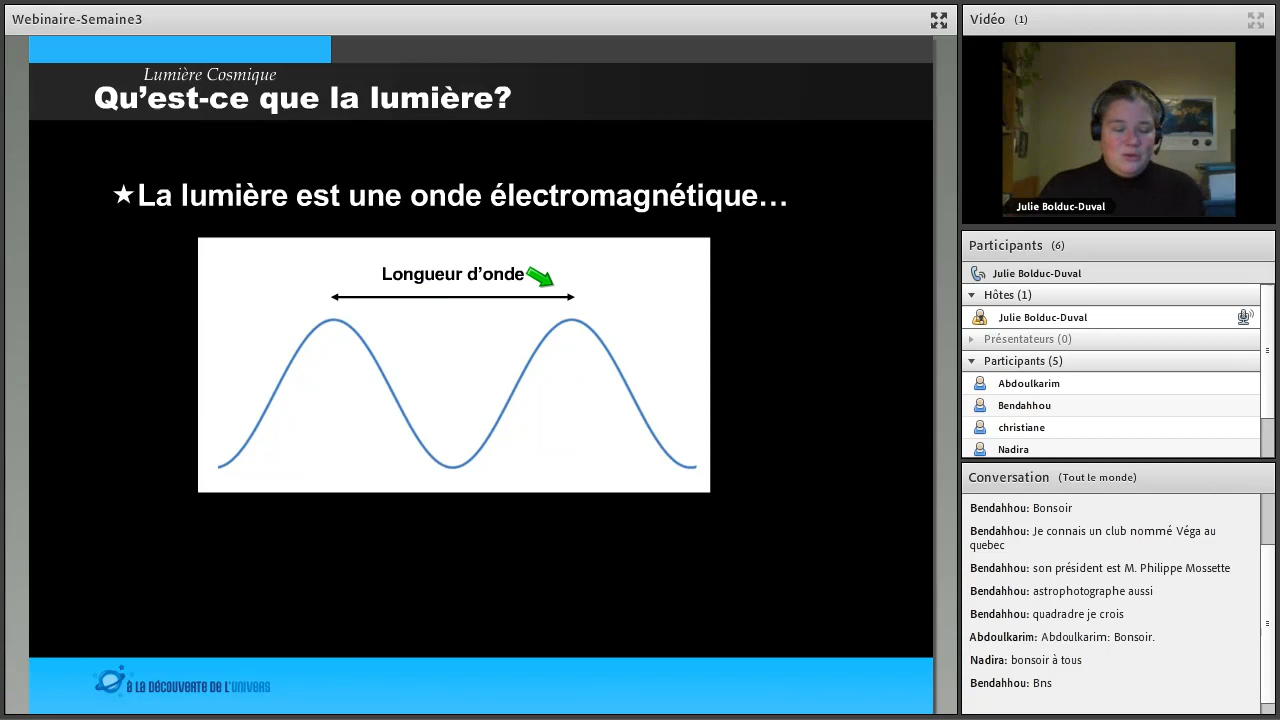 Webinaire-Semaine3
Lumière Cosmique
Qu’est-ce que la lumière?
★La lumière est une onde électromagnétique…
Longueur d’onde
À LA DÉCOUVERTE DE L'UNIVERS
Vidéo (1)
Julie Bolduc-Duval
Participants (6)
Julie Bolduc-Duval
Hôtes (1)
Julie Bolduc-Duval
Présentateurs (0)
Participants (5)
Abdoulkarim
Bendahhou
christiane
Nadira
Conversation (Tout le monde)
Bendahhou: Bonsoir
Bendahhou: Je connais un club nommé Véga au
quebec
Bendahhou: son président est M. Philippe Mossette
Bendahhou: astrophotographe aussi
Bendahhou: quadradre je crois
Abdoulkarim: Abdoulkarim: Bonsoir.
Nadira: bonsoir à tous
Bendahhou: Bns